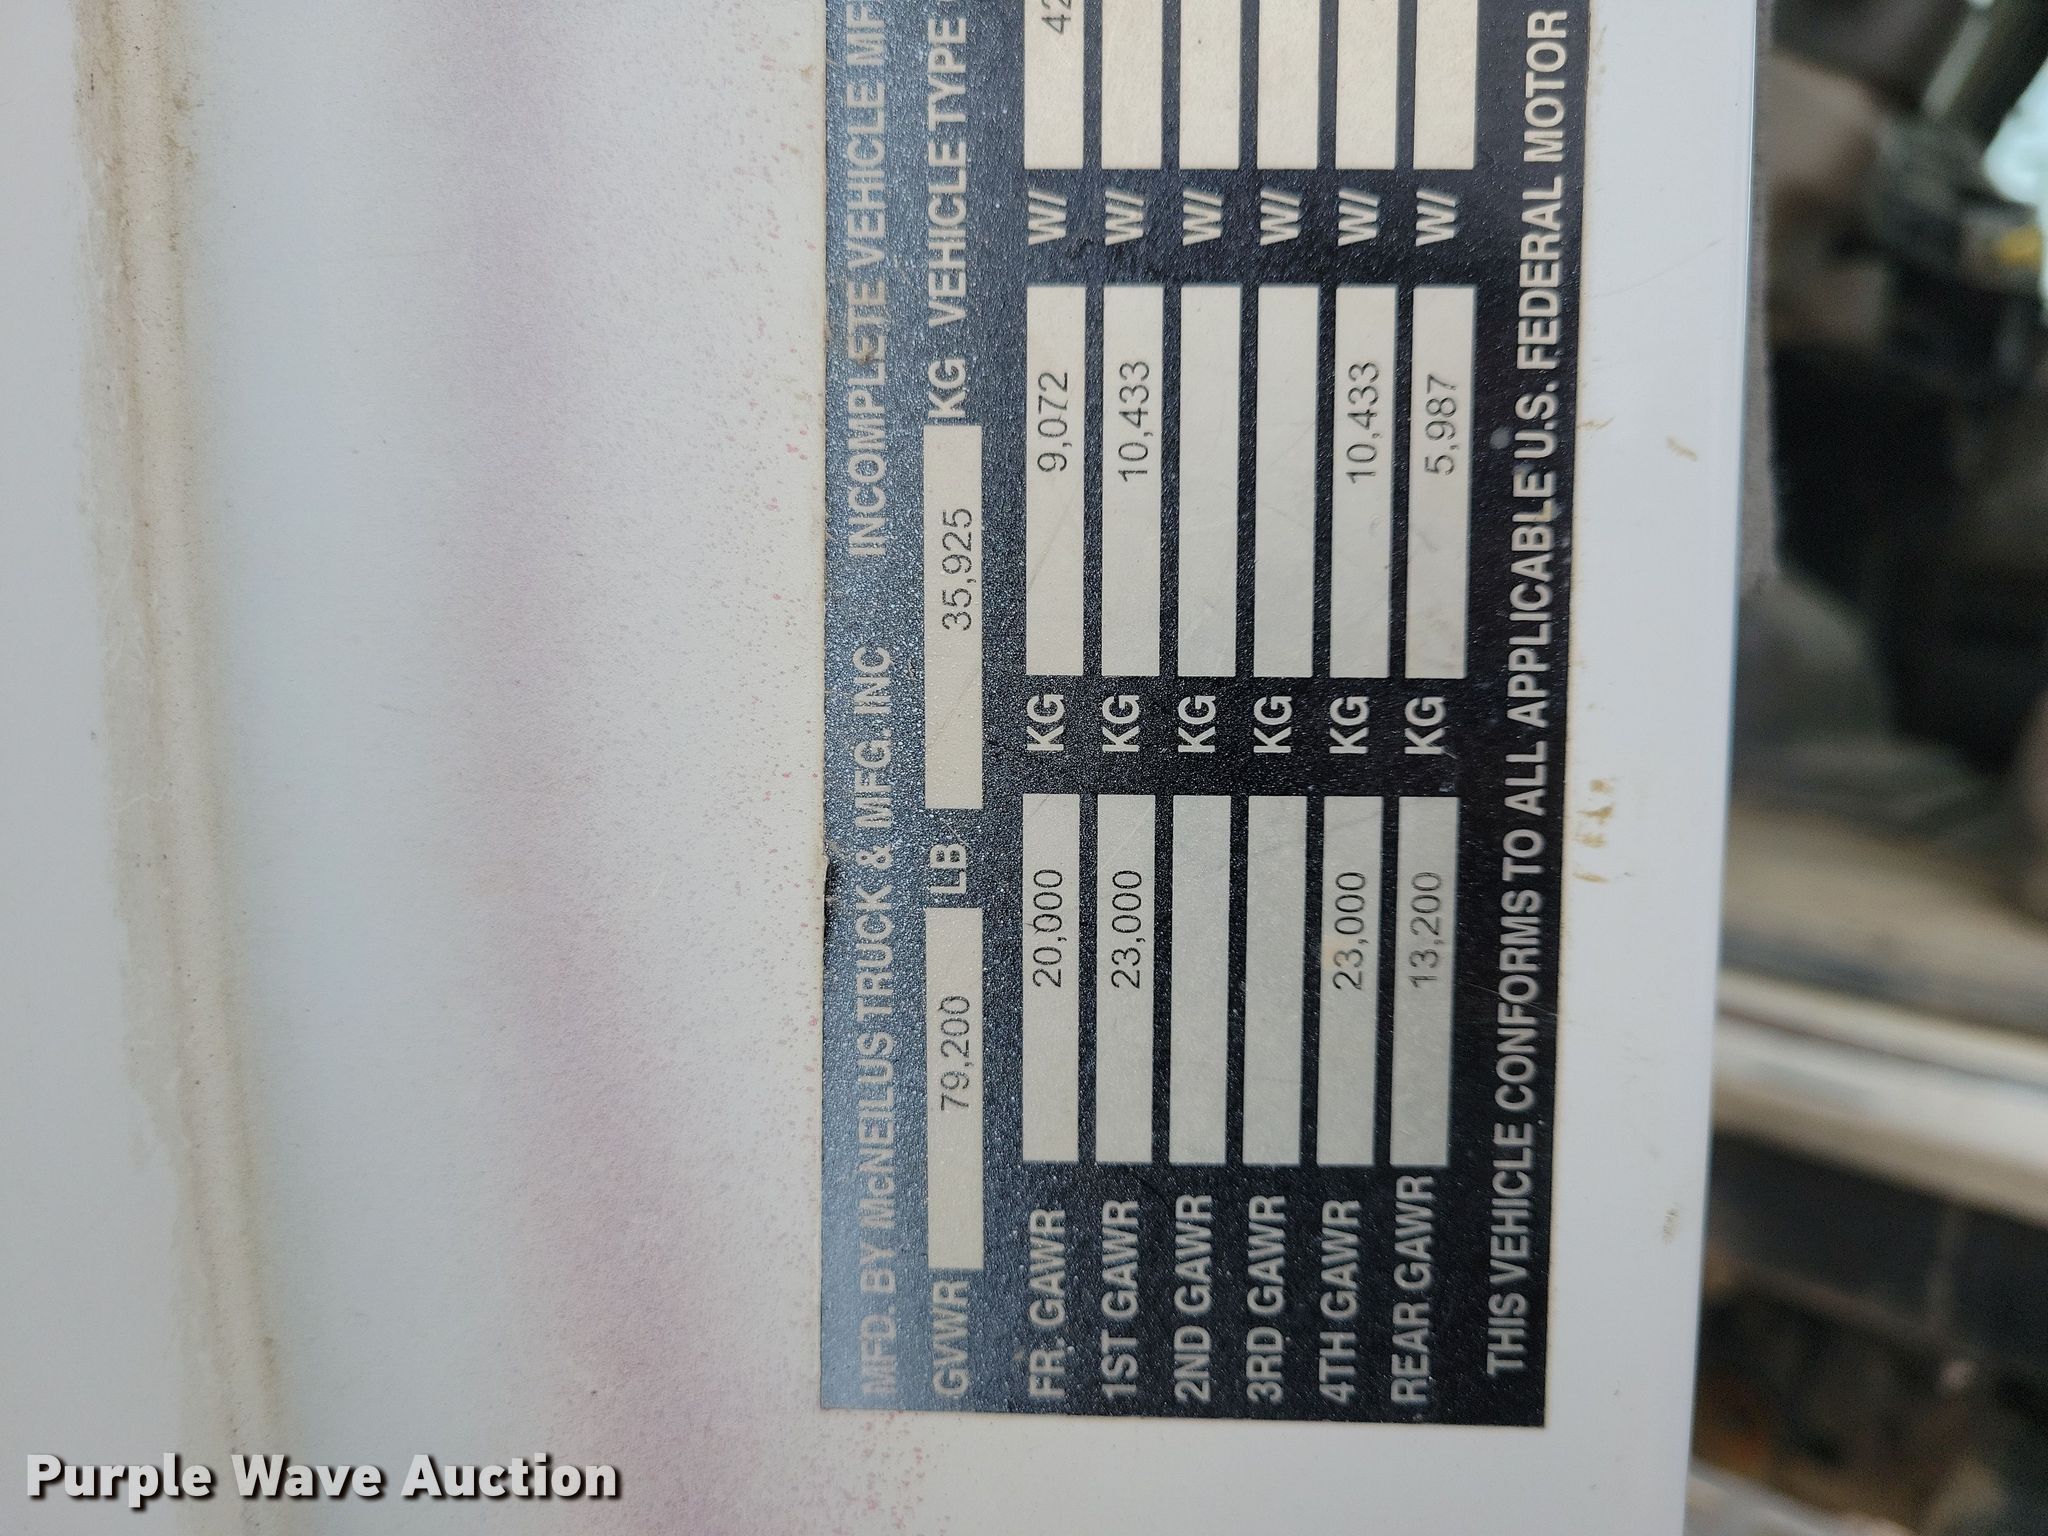 MFD. BY McNEILUS TRUCK & MFG. INC INCOMPLETE VEHICLE
GVWR 79,200 LB 35,925 KG VEHICLE TYPE
FR. GAWR 20,000 KG 9,072 W/ 42
1ST GAWR 23,000 KG 10,433 W/
2ND GAWR KG W/
3RD GAWR KG W/
4TH GAWR 23,000 KG 10,433 W/
REAR GAWR 13,200 KG 5,987 W/
THIS VEHICLE CONFORMS TO ALL APPLICABLE U.S. FEDERAL MOTOR
Purple Wave Auction